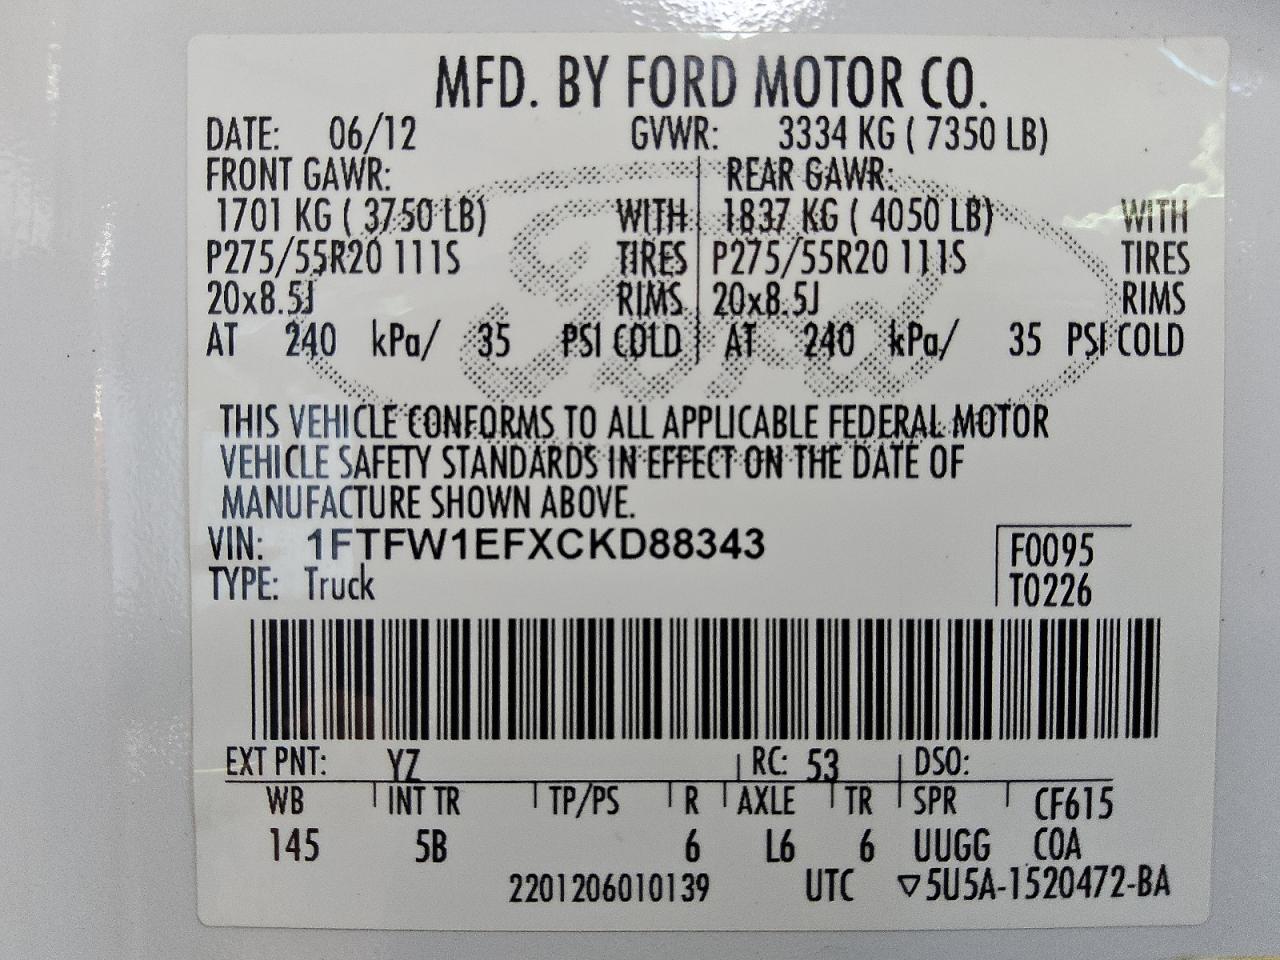 MFD. BY FORD MOTOR CO.
DATE: 06/12 GVWR: 3334 KG ( 7350 LB)
FRONT GAWR: REAR GAWR:
1701 KG ( 3750 LB) WITH 1837 KG ( 4050 LB) WITH
P275/55R20 111S TIRES P275/55R20 111S TIRES
20x8.5J RIMS 20x8.5J RIMS
AT 240 kPa/ 35 PSI COLD AT 240 kPa/ 35 PSI COLD
Ford
THIS VEHICLE CONFORMS TO ALL APPLICABLE FEDERAL MOTOR
VEHICLE SAFETY STANDARDS IN EFFECT ON THE DATE OF
MANUFACTURE SHOWN ABOVE.
VIN: 1FTFW1EFXCKD88343 F0095
TYPE: Truck T0226
EXT PNT: YZ RC: 53 DSO:
WB INT TR TP/PS R AXLE TR SPR CF615
145 5B 6 L6 6 UUGG COA
2201206010139 UTC ▽5U5A-1520472-BA